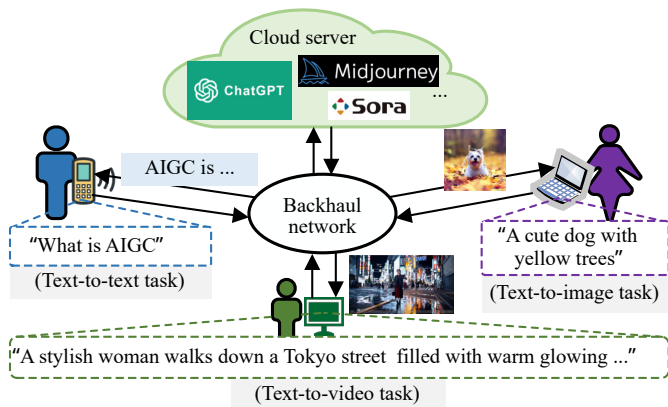 Cloud server
ChatGPT
Midjourney
Sora
...
AIGC is ...
Backhaul
network
“What is AIGC”
(Text-to-text task)
“A cute dog with
yellow trees”
(Text-to-image task)
“A stylish woman walks down a Tokyo street filled with warm glowing ...”
(Text-to-video task)